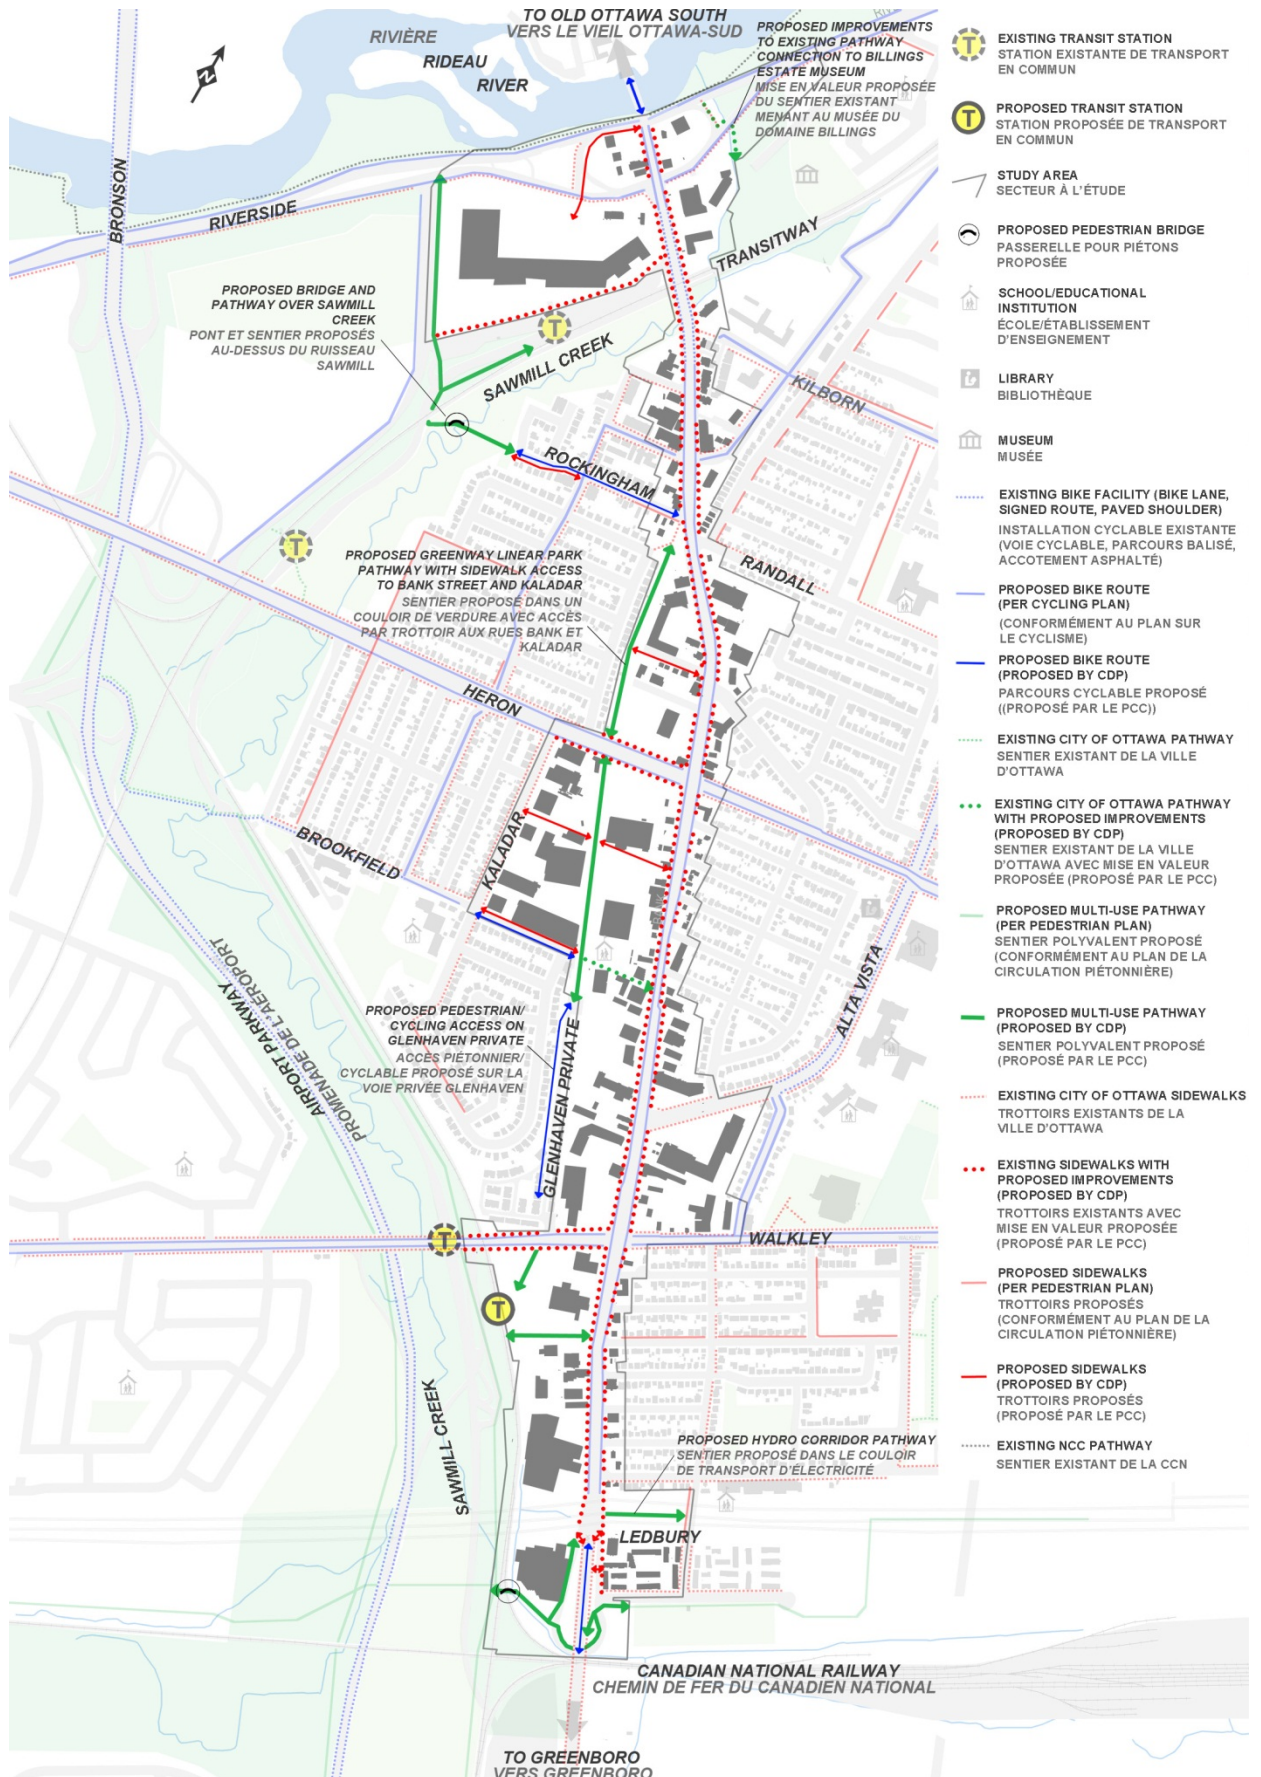 TO OLD OTTAWA SOUTH
VERS LE VIEIL OTTAWA-SUD
RIVIÈRE
RIDEAU
RIVER
N
PROPOSED IMPROVEMENTS
TO EXISTING PATHWAY
CONNECTION TO BILLINGS
ESTATE MUSEUM
MISE EN VALEUR PROPOSÉE
DU SENTIER EXISTANT
MENANT AU MUSÉE DU
DOMAINE BILLINGS
BRONSON
RIVERSIDE
TRANSITWAY
PROPOSED BRIDGE AND
PATHWAY OVER SAWMILL
CREEK
PONT ET SENTIER PROPOSÉS
AU-DESSUS DU RUISSEAU
SAWMILL
T
SAWMILL CREEK
KILBORN
ROCKINGHAM
T
PROPOSED GREENWAY LINEAR PARK
PATHWAY WITH SIDEWALK ACCESS
TO BANK STREET AND KALADAR
SENTIER PROPOSÉ DANS UN
COULOIR DE VERDURE AVEC ACCÈS
PAR TROTTOIR AUX RUES BANK ET
KALADAR
RANDALL
HERON
KALADAR
BROOKFIELD
AIRPORT PARKWAY
PROMENADE DE L'AÉROPORT
ALTA VISTA
PROPOSED PEDESTRIAN/
CYCLING ACCESS ON
GLENHAVEN PRIVATE
ACCÈS PIÉTONNIER/
CYCLABLE PROPOSÉ SUR LA
VOIE PRIVÉE GLENHAVEN
GLENHAVEN PRIVATE
T
WALKLEY
T
SAWMILL CREEK
PROPOSED HYDRO CORRIDOR PATHWAY
SENTIER PROPOSÉ DANS LE COULOIR
DE TRANSPORT D'ÉLECTRICITÉ
LEDBURY
CANADIAN NATIONAL RAILWAY
CHEMIN DE FER DU CANADIEN NATIONAL
TO GREENBORO
VERS GREENBORO
T
EXISTING TRANSIT STATION
STATION EXISTANTE DE TRANSPORT
EN COMMUN
T
PROPOSED TRANSIT STATION
STATION PROPOSÉE DE TRANSPORT
EN COMMUN
STUDY AREA
SECTEUR À L'ÉTUDE
PROPOSED PEDESTRIAN BRIDGE
PASSERELLE POUR PIÉTONS
PROPOSÉE
SCHOOL/EDUCATIONAL
INSTITUTION
ÉCOLE/ÉTABLISSEMENT
D'ENSEIGNEMENT
LIBRARY
BIBLIOTHÈQUE
MUSEUM
MUSÉE
EXISTING BIKE FACILITY (BIKE LANE,
SIGNED ROUTE, PAVED SHOULDER)
INSTALLATION CYCLABLE EXISTANTE
(VOIE CYCLABLE, PARCOURS BALISÉ,
ACCOTEMENT ASPHALTÉ)
PROPOSED BIKE ROUTE
(PER CYCLING PLAN)
(CONFORMÉMENT AU PLAN SUR
LE CYCLISME)
PROPOSED BIKE ROUTE
(PROPOSED BY CDP)
PARCOURS CYCLABLE PROPOSÉ
((PROPOSÉ PAR LE PCC))
EXISTING CITY OF OTTAWA PATHWAY
SENTIER EXISTANT DE LA VILLE
D'OTTAWA
EXISTING CITY OF OTTAWA PATHWAY
WITH PROPOSED IMPROVEMENTS
(PROPOSED BY CDP)
SENTIER EXISTANT DE LA VILLE
D'OTTAWA AVEC MISE EN VALEUR
PROPOSÉE (PROPOSÉ PAR LE PCC)
PROPOSED MULTI-USE PATHWAY
(PER PEDESTRIAN PLAN)
SENTIER POLYVALENT PROPOSÉ
(CONFORMÉMENT AU PLAN DE LA
CIRCULATION PIÉTONNIÈRE)
PROPOSED MULTI-USE PATHWAY
(PROPOSED BY CDP)
SENTIER POLYVALENT PROPOSÉ
(PROPOSÉ PAR LE PCC)
EXISTING CITY OF OTTAWA SIDEWALKS
TROTTOIRS EXISTANTS DE LA
VILLE D'OTTAWA
EXISTING SIDEWALKS WITH
PROPOSED IMPROVEMENTS
(PROPOSED BY CDP)
TROTTOIRS EXISTANTS AVEC
MISE EN VALEUR PROPOSÉE
(PROPOSÉ PAR LE PCC)
PROPOSED SIDEWALKS
(PER PEDESTRIAN PLAN)
TROTTOIRS PROPOSÉS
(CONFORMÉMENT AU PLAN DE LA
CIRCULATION PIÉTONNIÈRE)
PROPOSED SIDEWALKS
(PROPOSED BY CDP)
TROTTOIRS PROPOSÉS
(PROPOSÉ PAR LE PCC)
EXISTING NCC PATHWAY
SENTIER EXISTANT DE LA CCN